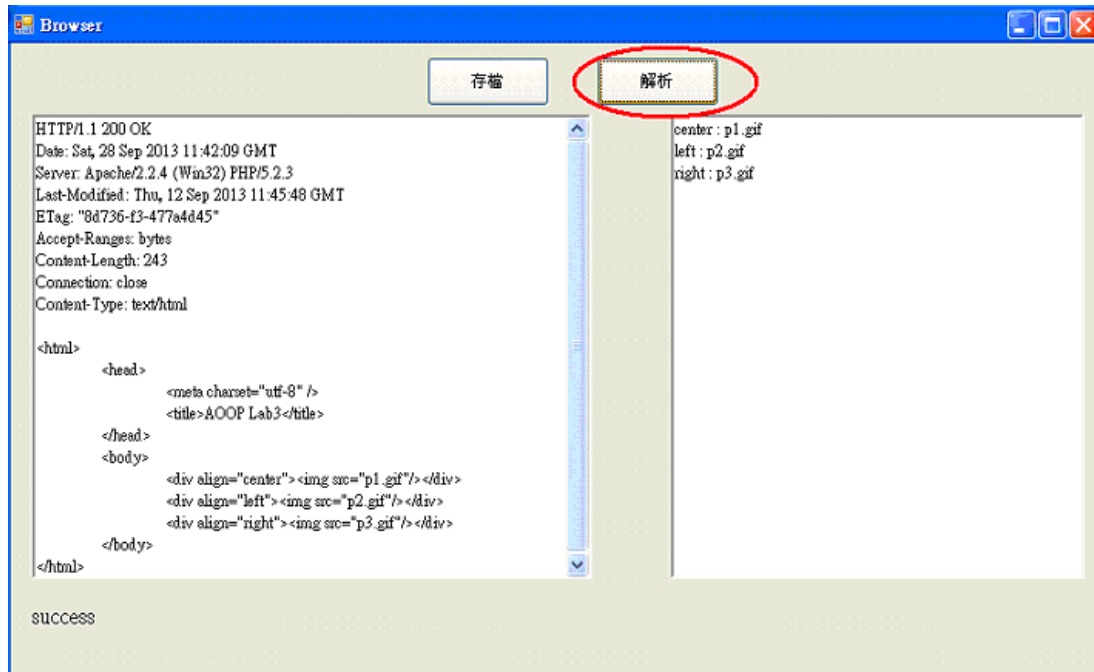 Browser
存檔
解析
HTTP/1.1 200 OK
Date: Sat, 28 Sep 2013 11:42:09 GMT
Server: Apache/2.2.4 (Win32) PHP/5.2.3
Last-Modified: Thu, 12 Sep 2013 11:45:48 GMT
ETag: "8d736-f3-477a4d45"
Accept-Ranges: bytes
Content-Length: 243
Connection: close
Content-Type: text/html
<html>
<head>
<meta charset="utf-8" />
<title>AOOP Lab3</title>
</head>
<body>
<div align="center"><img src="p1.gif"/></div>
<div align="left"><img src="p2.gif"/></div>
<div align="right"><img src="p3.gif"/></div>
</body>
</html>
center : p1.gif
left : p2.gif
right : p3.gif
success